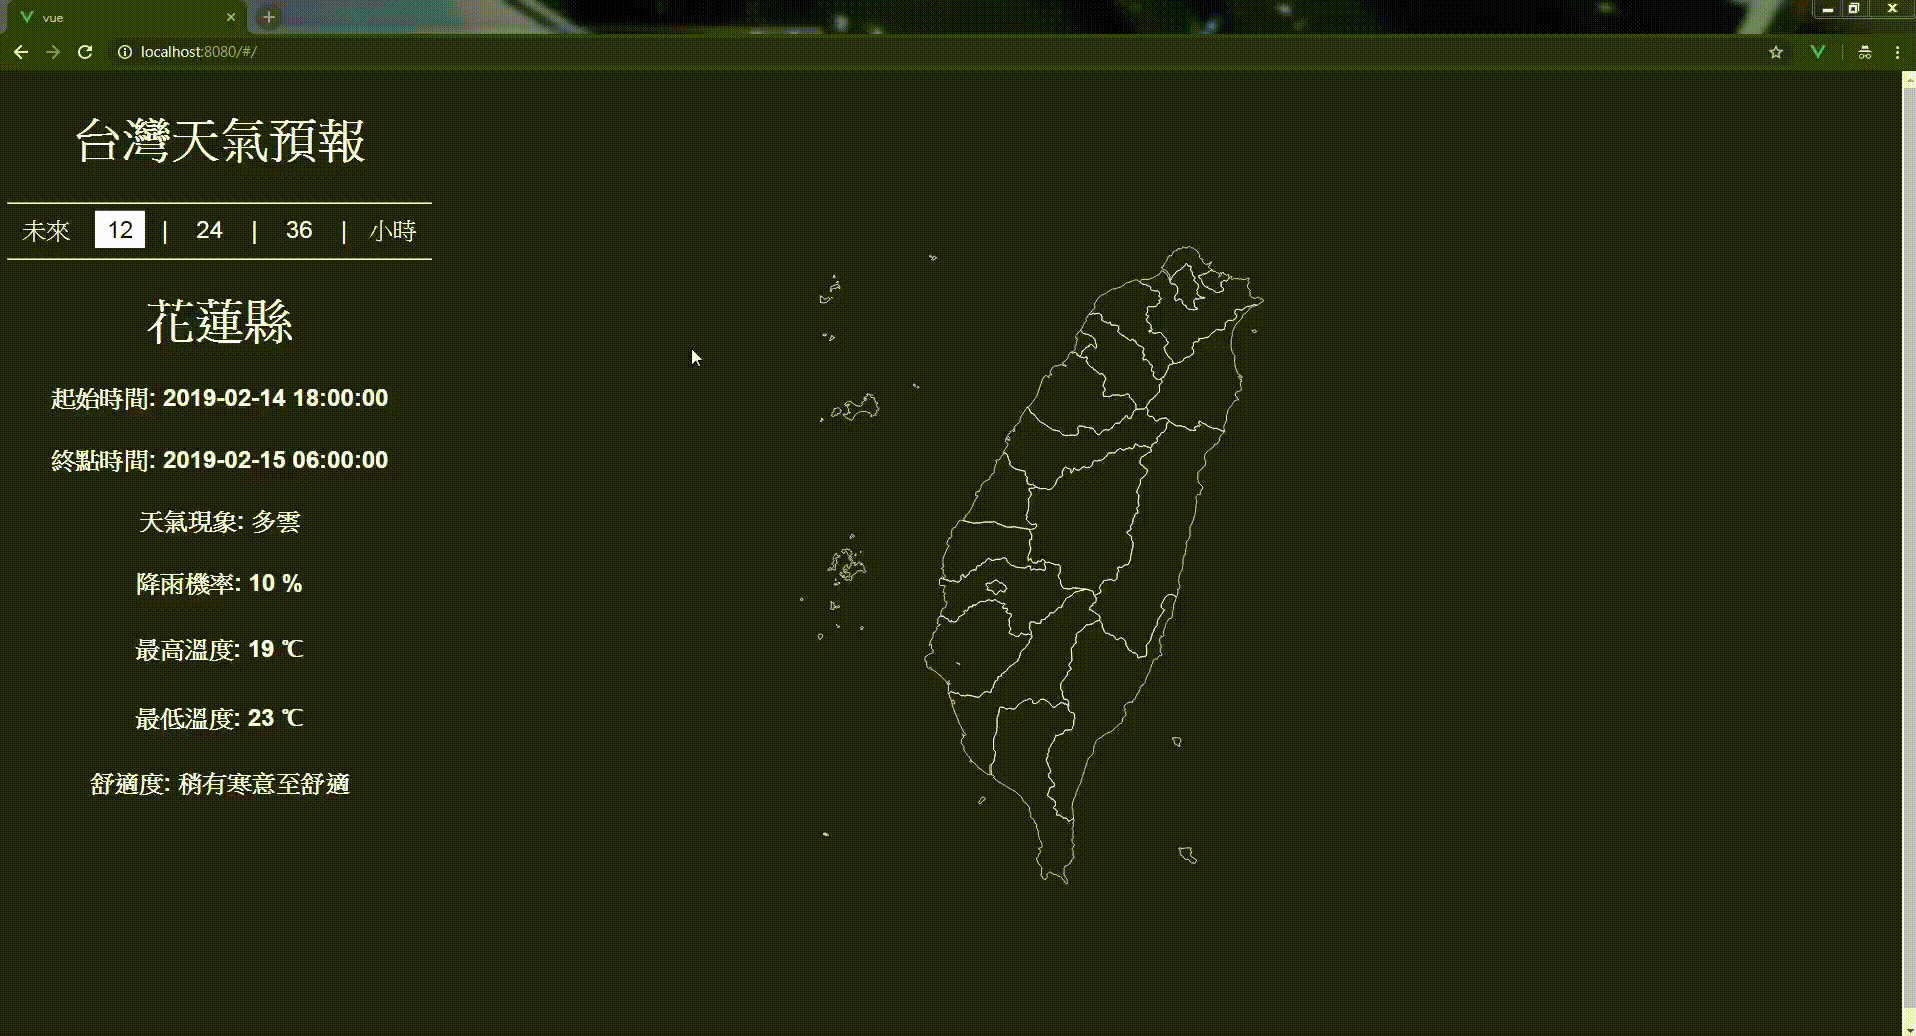 vue
localhost:8080/#/
台灣天氣預報
未來 12 | 24 | 36 | 小時
花蓮縣
起始時間: 2019-02-14 18:00:00
終點時間: 2019-02-15 06:00:00
天氣現象: 多雲
降雨機率: 10 %
最高溫度: 19 ℃
最低溫度: 23 ℃
舒適度: 稍有寒意至舒適